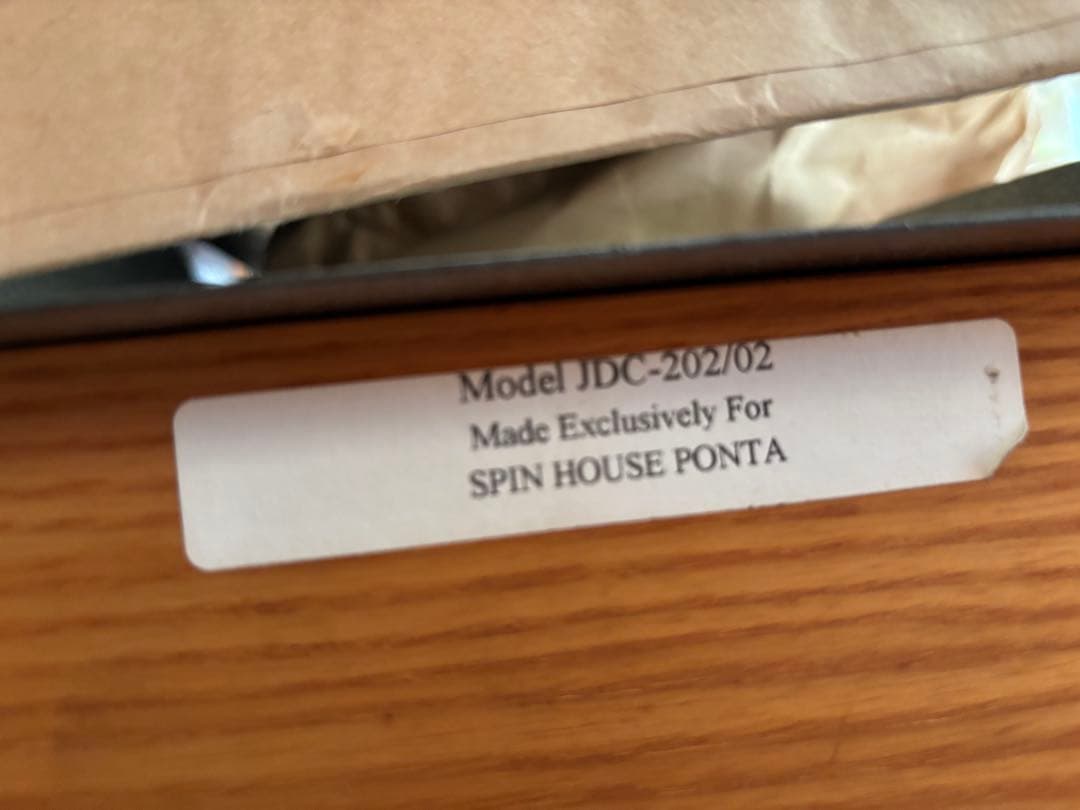 Model JDC-202/02
Made Exclusively For
SPIN HOUSE PONTA